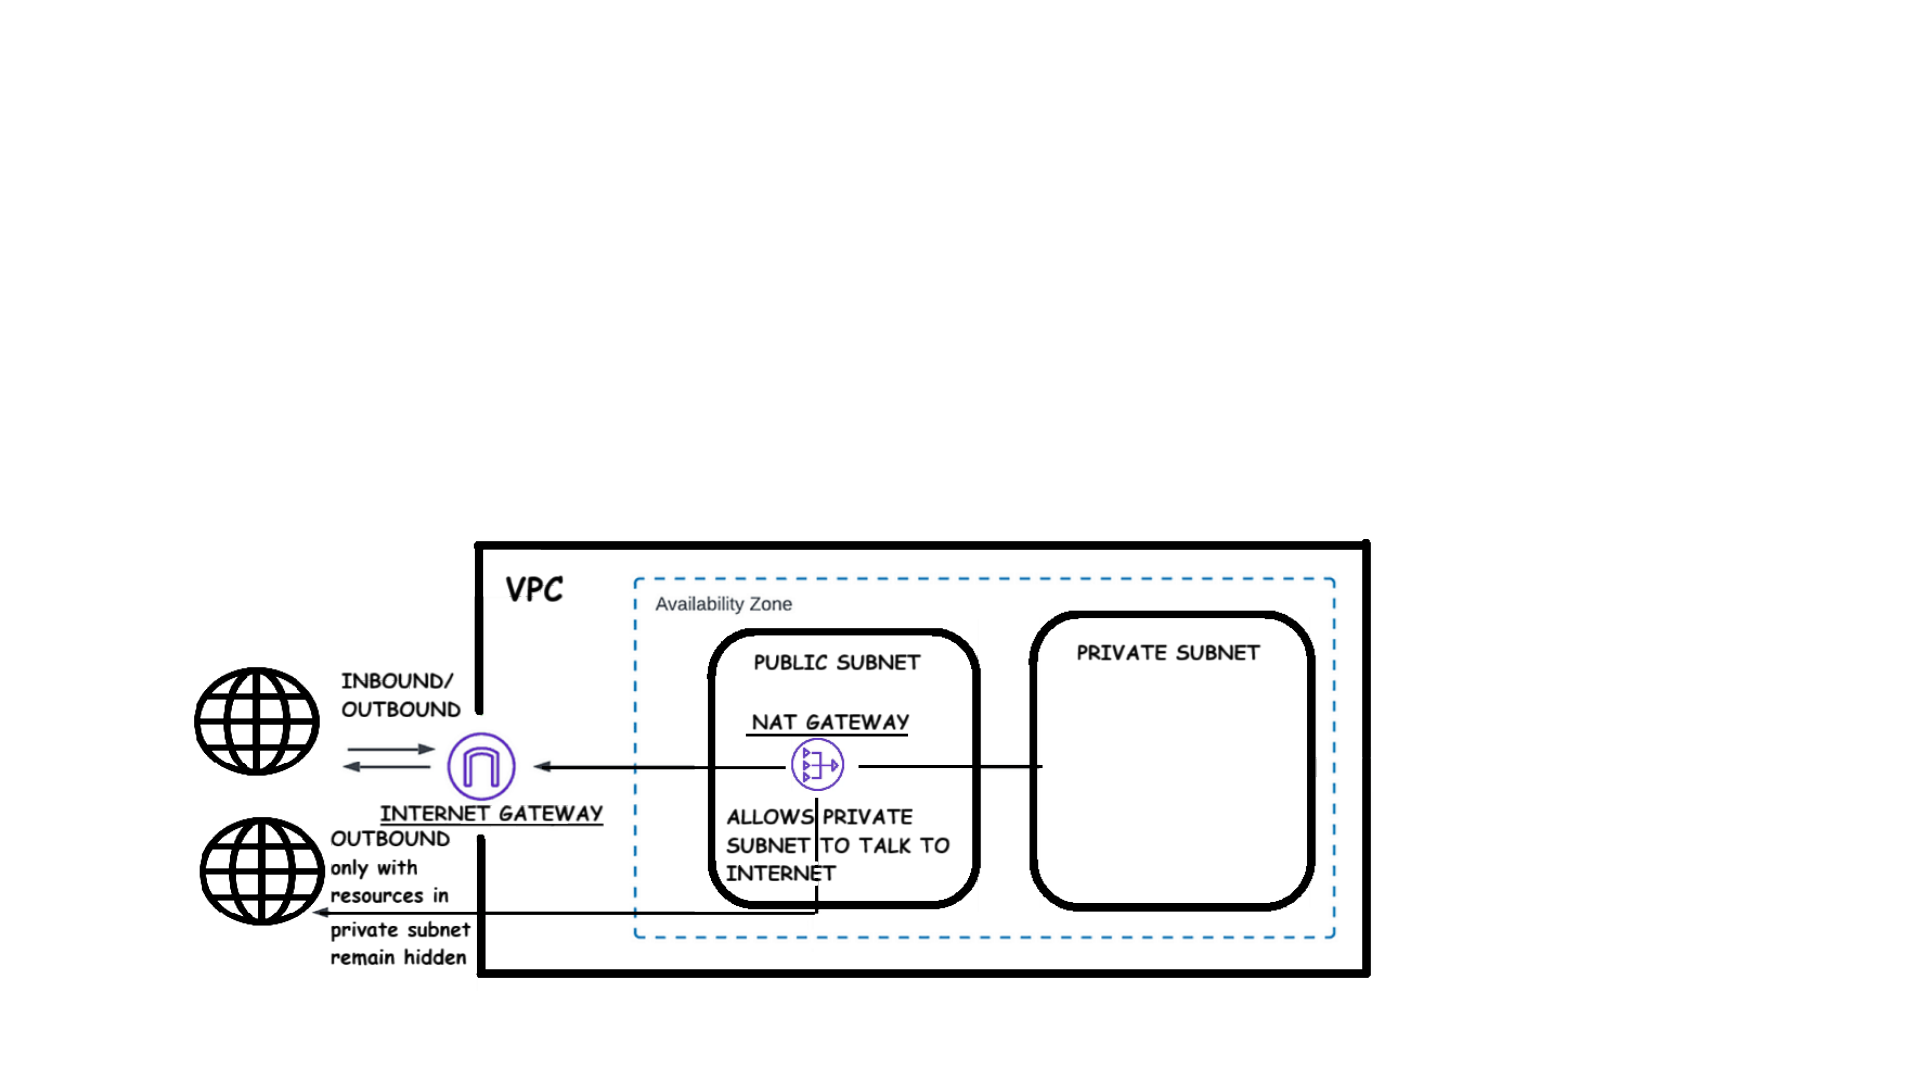 VPC
Availability Zone
PUBLIC SUBNET
PRIVATE SUBNET
INBOUND/
OUTBOUND
NAT GATEWAY
INTERNET GATEWAY
ALLOWS PRIVATE
SUBNET TO TALK TO
INTERNET
OUTBOUND
only with
resources in
private subnet
remain hidden